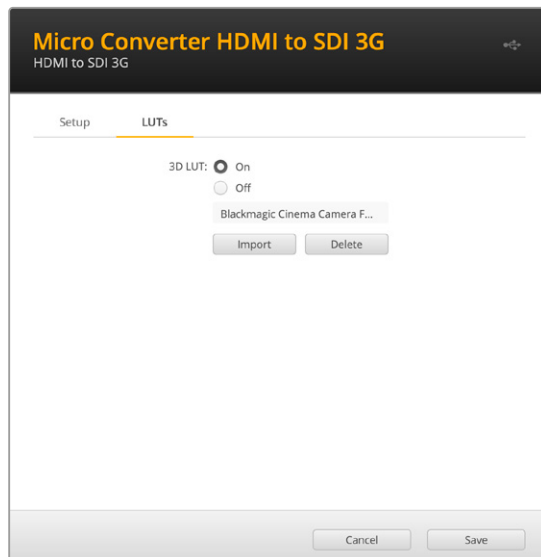 Micro Converter HDMI to SDI 3G
HDMI to SDI 3G
Setup LUTs
3D LUT: On
Off
Blackmagic Cinema Camera F...
Import Delete
Cancel Save